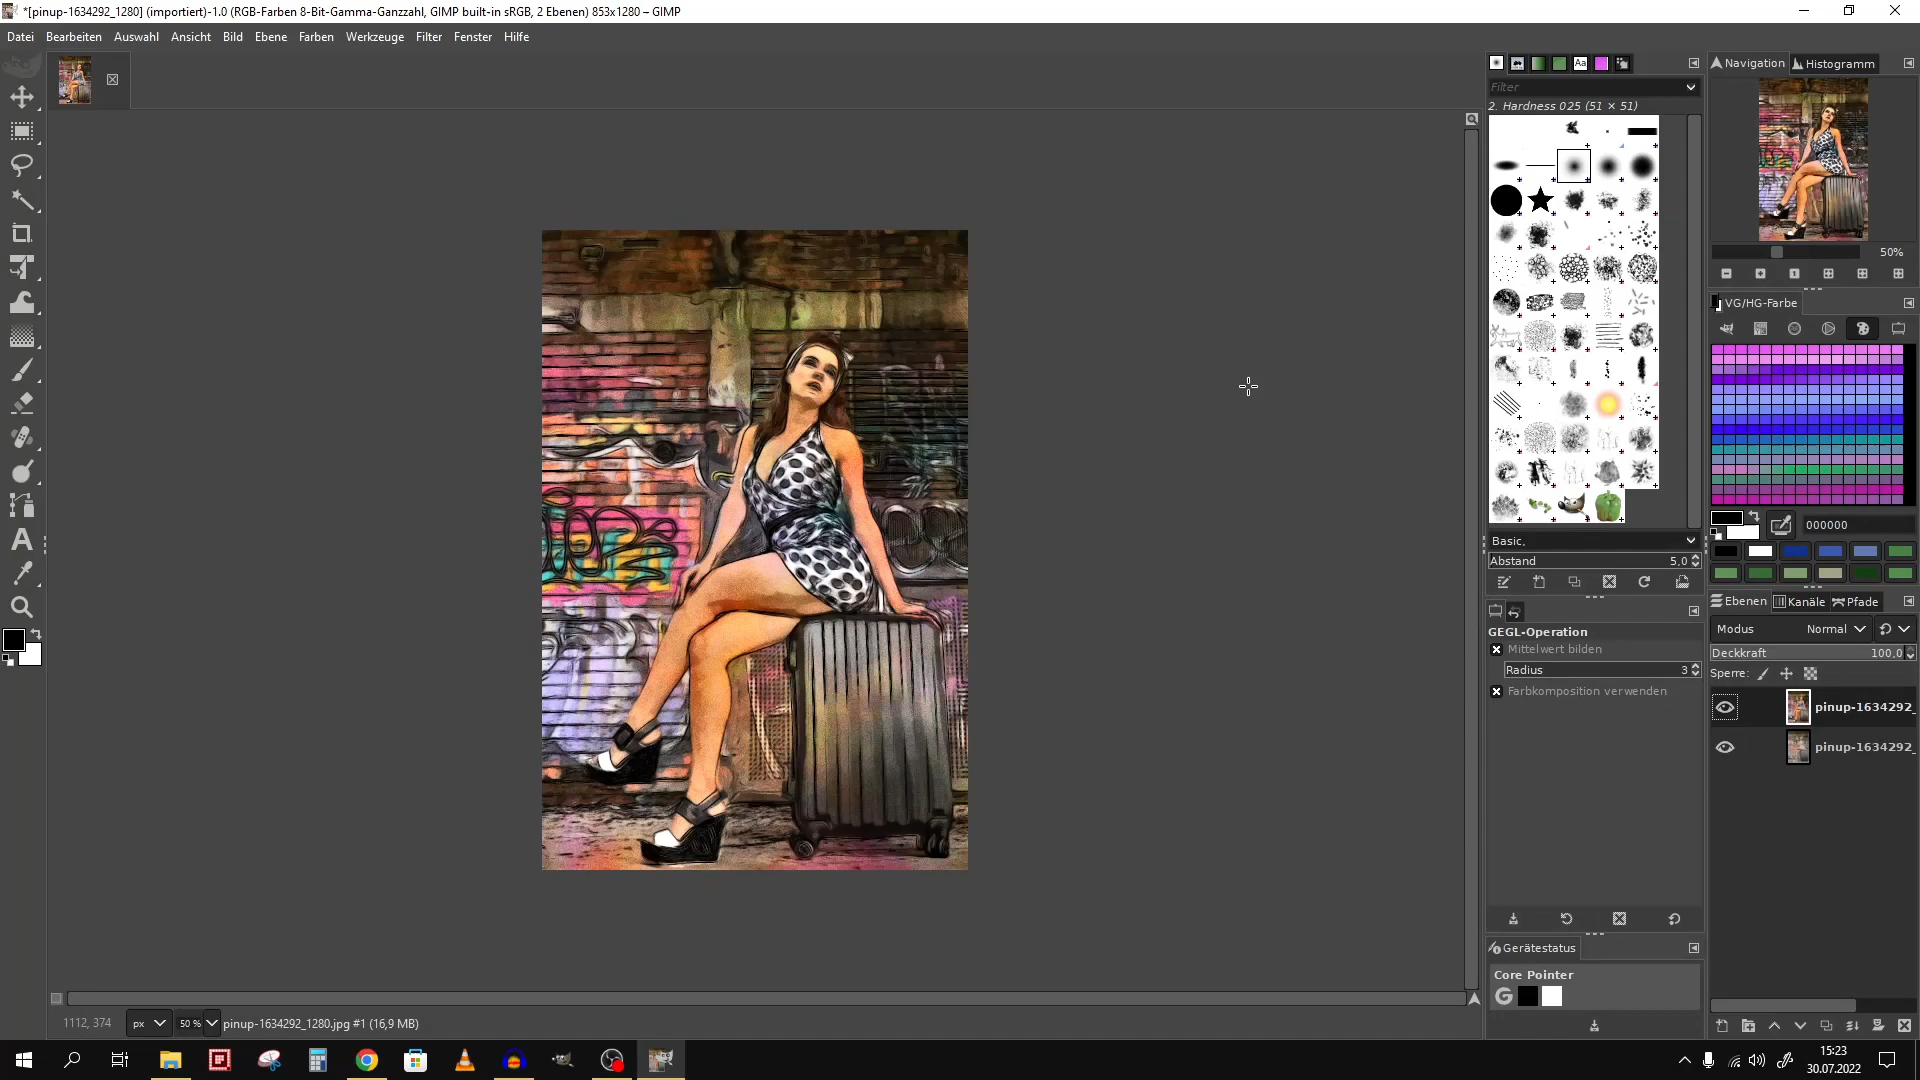 *[pinup-1634292_1280] (importiert)-1.0 (RGB-Farben 8-Bit-Gamma-Ganzzahl, GIMP built-in sRGB, 2 Ebenen) 853x1280 – GIMP
Datei Bearbeiten Auswahl Ansicht Bild Ebene Farben Werkzeuge Filter Fenster Hilfe
Navigation Histogramm
Filter
2. Hardness 025 (51 × 51)
50%
VG/HG-Farbe
000000
Basic,
Abstand 5,0
Ebenen Kanäle Pfade
GEGL-Operation
Modus Normal
Mittelwert bilden
Deckkraft 100,0
Radius 3
Sperre:
Farbkomposition verwenden
pinup-1634292_
pinup-1634292_
Gerätestatus
Core Pointer
1112, 374 px 50 % pinup-1634292_1280.jpg #1 (16,9 MB)
15:23
30.07.2022